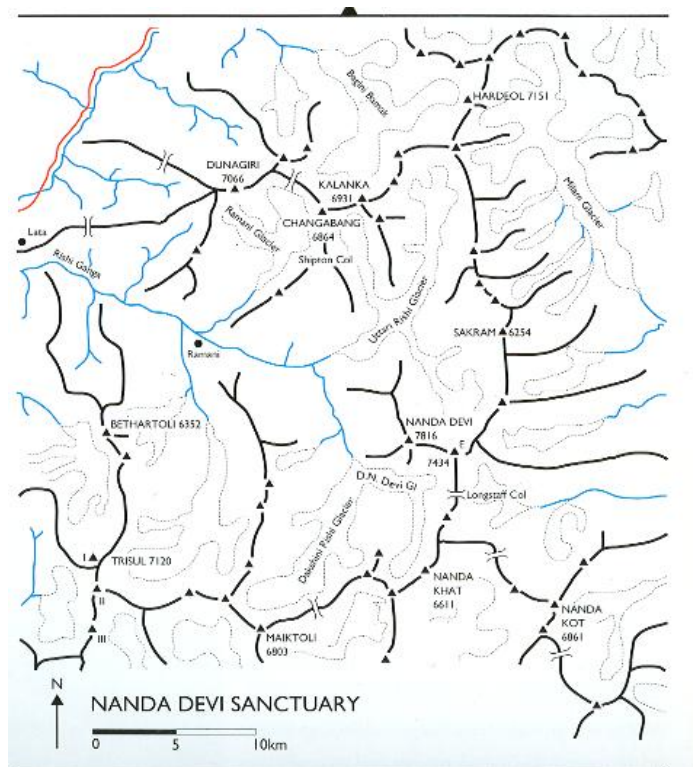 HARDEOL 7151
Bagini Bamak
DUNAGIRI
7066
KALANKA
6931
CHANGABANG
6864
Milam Glacier
Ramani Glacier
Lata
Rishi Ganga
Shipton Col
Uttari Rishi Glacier
SAKRAM 6254
Ramani
BETHARTOLI 6352
NANDA DEVI
7816
E
7434
D.N. Devi Gl
Longstaff Col
Dakshini Rishi Glacier
I
TRISUL 7120
II
III
NANDA
KHAT
6611
NANDA
KOT
6861
MAIKTOLI
6803
N
NANDA DEVI SANCTUARY
0
5
10km